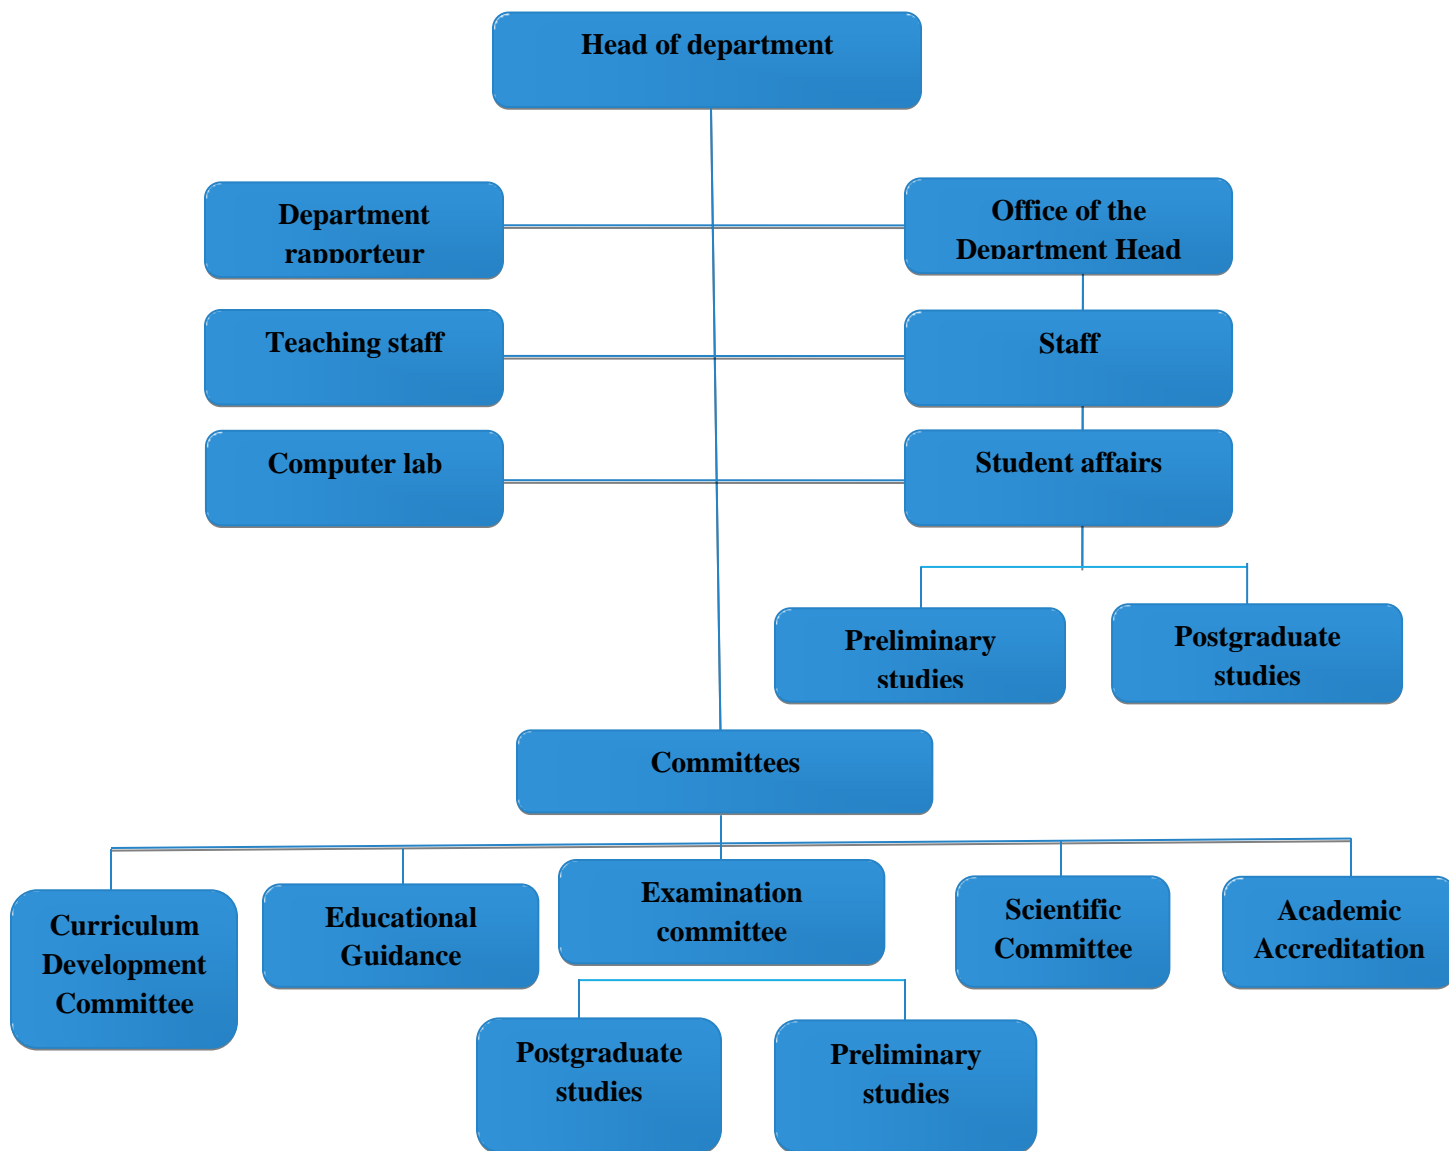 Head of department
Department
rapporteur
Office of the
Department Head
Teaching staff
Staff
Computer lab
Student affairs
Preliminary
studies
Postgraduate
studies
Committees
Curriculum
Development
Committee
Educational
Guidance
Examination
committee
Scientific
Committee
Academic
Accreditation
Postgraduate
studies
Preliminary
studies